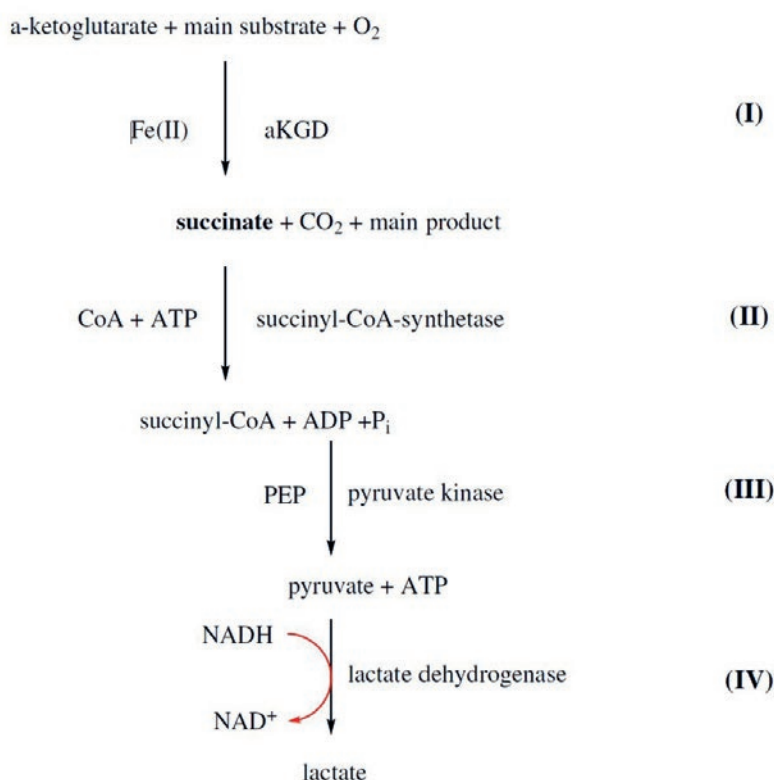 a-ketoglutarate + main substrate + O₂
Fe(II) aKGD (I)
succinate + CO₂ + main product
CoA + ATP succinyl-CoA-synthetase (II)
succinyl-CoA + ADP +Pᵢ
PEP pyruvate kinase (III)
pyruvate + ATP
NADH
lactate dehydrogenase (IV)
NAD⁺
lactate